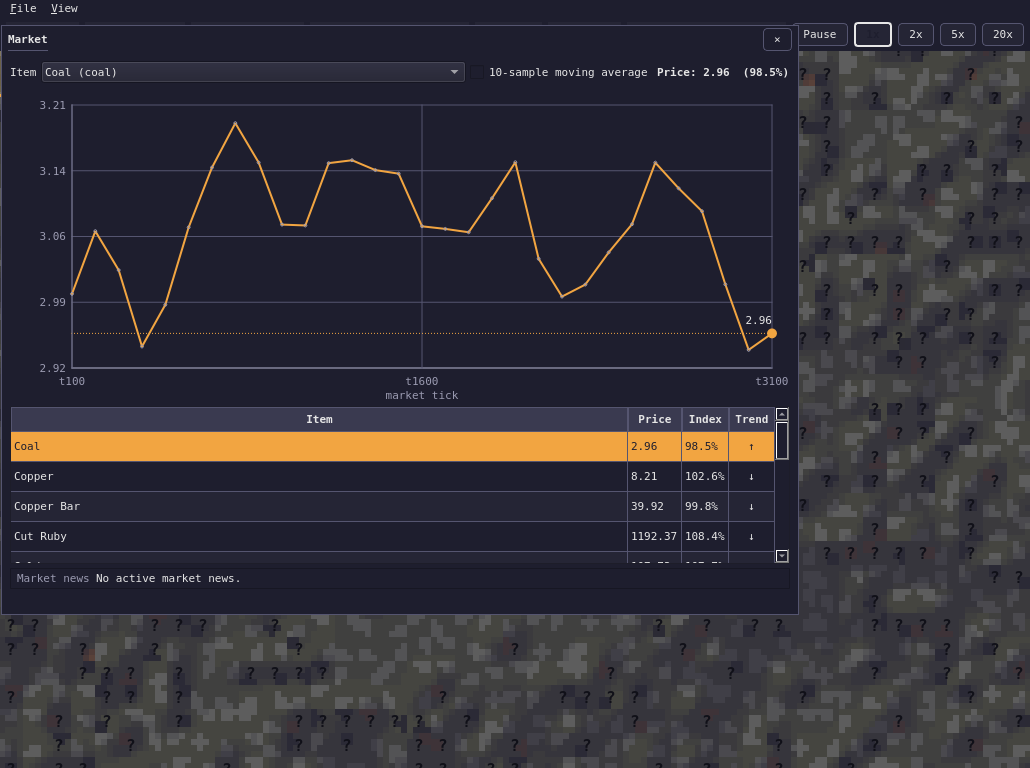 File View
Market × Pause 2x 5x 20x
Item Coal (coal) 10-sample moving average Price: 2.96 (98.5%)
3.21
3.14
3.06
2.99
2.92
2.96
t100 t1600 t3100
market tick
Item Price Index Trend
Coal 2.96 98.5% ↑
Copper 8.21 102.6% ↓
Copper Bar 39.92 99.8% ↓
Cut Ruby 1192.37 108.4% ↓
Market news No active market news.